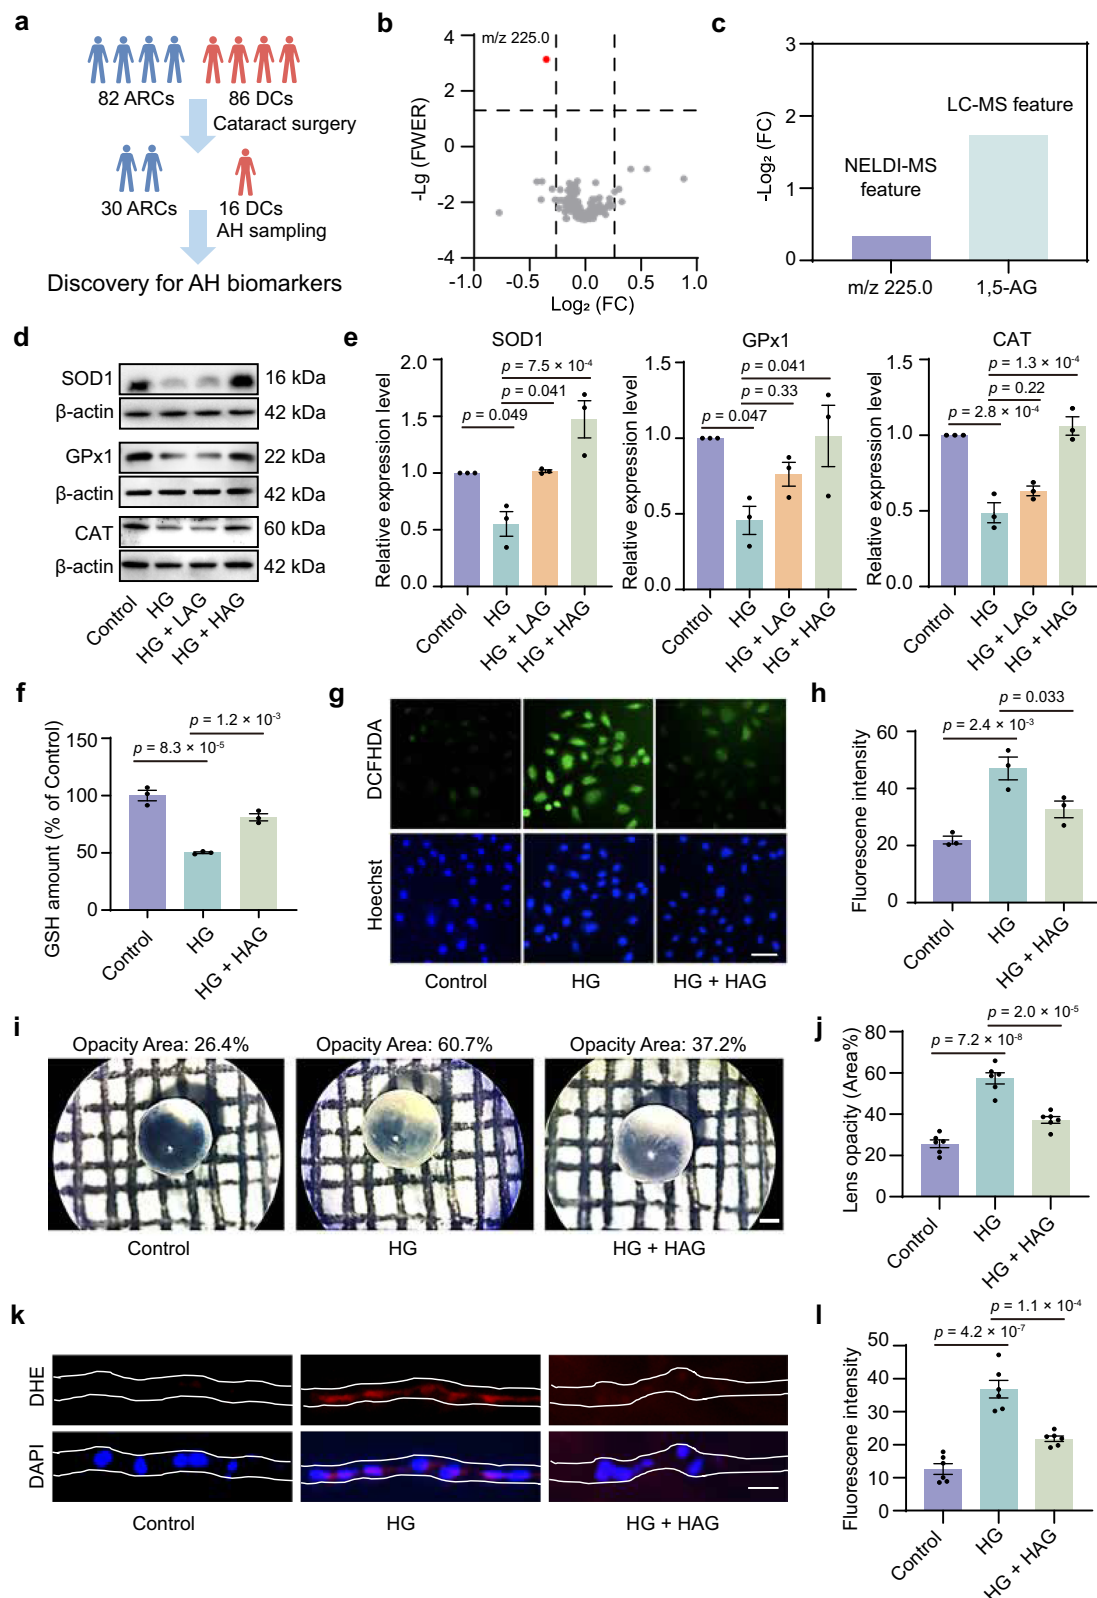 a
82 ARCs
86 DCs
Cataract surgery
30 ARCs
16 DCs
AH sampling
Discovery for AH biomarkers
b
m/z 225.0
-Lg (FWER)
4
2
0
-2
-4
-1.0
-0.5
0.0
0.5
1.0
Log₂ (FC)
c
-Log₂ (FC)
3
2
1
0
LC-MS feature
NELDI-MS
feature
m/z 225.0
1,5-AG
d
SOD1
16 kDa
β-actin
42 kDa
GPx1
22 kDa
β-actin
42 kDa
CAT
60 kDa
β-actin
42 kDa
Control
HG
HG + LAG
HG + HAG
e
SOD1
Relative expression level
2.0
1.5
1.0
0.5
0.0
p = 7.5 × 10⁻⁴
p = 0.041
p = 0.049
Control
HG
HG + LAG
HG + HAG
GPx1
Relative expression level
1.5
1.0
0.5
0.0
p = 0.041
p = 0.33
p = 0.047
Control
HG
HG + LAG
HG + HAG
CAT
Relative expression level
1.5
1.0
0.5
0.0
p = 1.3 × 10⁻⁴
p = 0.22
p = 2.8 × 10⁻⁴
Control
HG
HG + LAG
HG + HAG
f
GSH amount (% of Control)
150
100
50
0
p = 1.2 × 10⁻³
p = 8.3 × 10⁻⁵
Control
HG
HG + HAG
g
DCFHDA
Hoechst
Control
HG
HG + HAG
h
Fluorescene intensity
60
40
20
0
p = 0.033
p = 2.4 × 10⁻³
Control
HG
HG + HAG
i
Opacity Area: 26.4%
Opacity Area: 60.7%
Opacity Area: 37.2%
Control
HG
HG + HAG
j
Lens opacity (Area%)
80
60
40
20
0
p = 2.0 × 10⁻⁵
p = 7.2 × 10⁻⁸
Control
HG
HG + HAG
k
DHE
DAPI
Control
HG
HG + HAG
l
Fluorescene intensity
50
40
30
20
10
0
p = 1.1 × 10⁻⁴
p = 4.2 × 10⁻⁷
Control
HG
HG + HAG